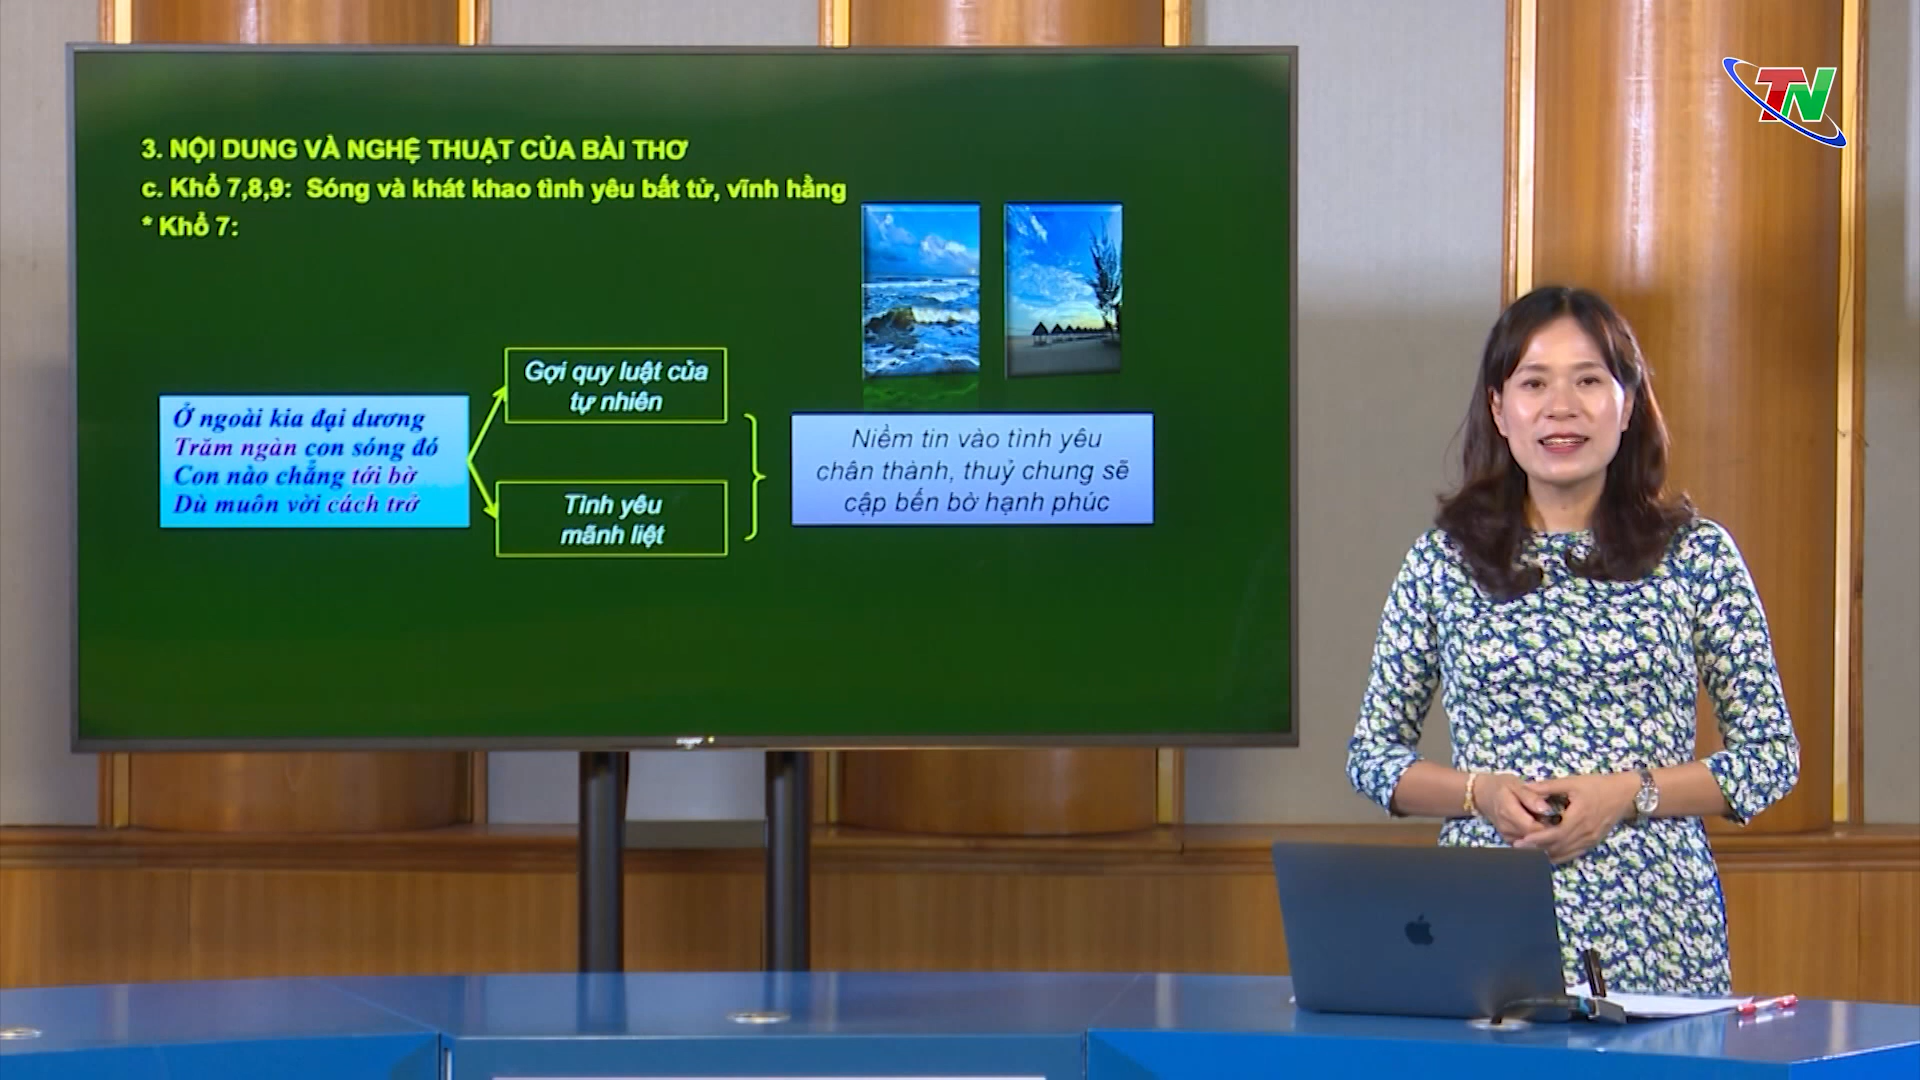 TN
3. NỘI DUNG VÀ NGHỆ THUẬT CỦA BÀI THƠ
c. Khổ 7,8,9: Sóng và khát khao tình yêu bất tử, vĩnh hằng
* Khổ 7:
Ở ngoài kia đại dương
Trăm ngàn con sóng đó
Con nào chẳng tới bờ
Dù muôn vời cách trở
Gợi quy luật của
tự nhiên
Tình yêu
mãnh liệt
Niềm tin vào tình yêu
chân thành, thuỷ chung sẽ
cập bến bờ hạnh phúc